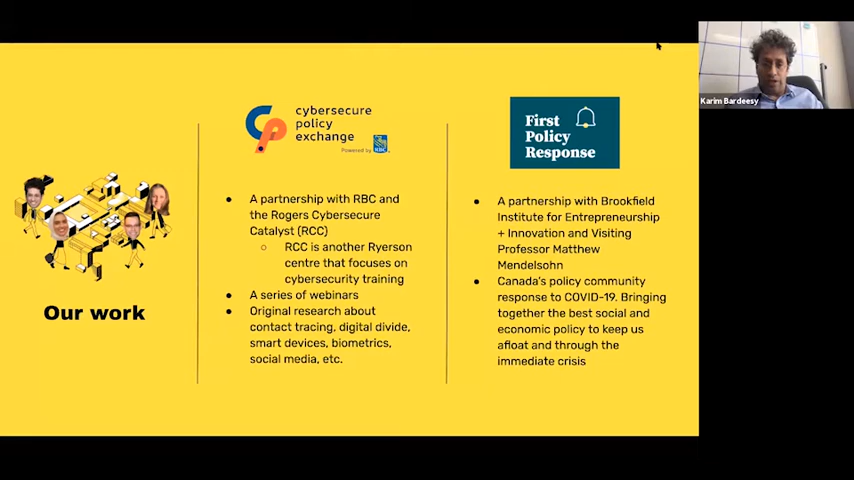 Our work
cybersecure
policy
exchange
Powered by
RBC
A partnership with RBC and
the Rogers Cybersecure
Catalyst (RCC)
RCC is another Ryerson
centre that focuses on
cybersecurity training
A series of webinars
Original research about
contact tracing, digital divide,
smart devices, biometrics,
social media, etc.
First
Policy
Response
A partnership with Brookfield
Institute for Entrepreneurship
+ Innovation and Visiting
Professor Matthew
Mendelsohn
Canada's policy community
response to COVID-19. Bringing
together the best social and
economic policy to keep us
afloat and through the
immediate crisis
Karim Bardeesy